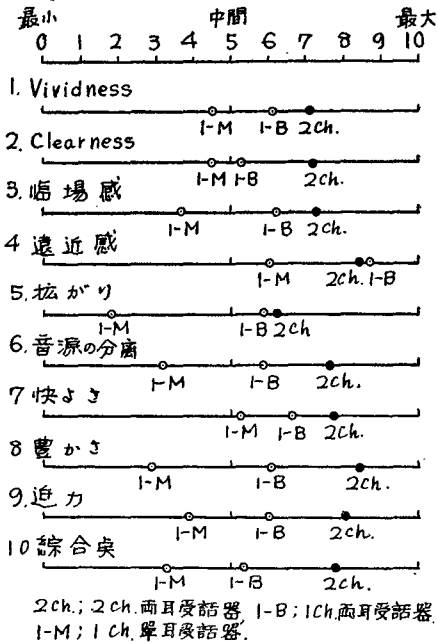 最小 中間 最大
0 1 2 3 4 5 6 7 8 9 10
1. Vividness
1-M 1-B 2ch.
2. Clearness
1-M 1-B 2ch.
3. 臨場感
1-M 1-B 2ch.
4 遠近感
1-M 2ch. 1-B
5. 拡がり
1-M 1-B 2ch
6. 音源の分離
1-M 1-B 2ch.
7 快よさ
1-M 1-B 2ch.
8 豊かさ
1-M 1-B 2ch.
9. 迫力
1-M 1-B 2ch.
10 綜合点
1-M 1-B 2ch.
2ch.; 2ch. 両耳受話器 1-B; 1ch. 両耳受話器
1-M; 1 ch. 單耳受話器.